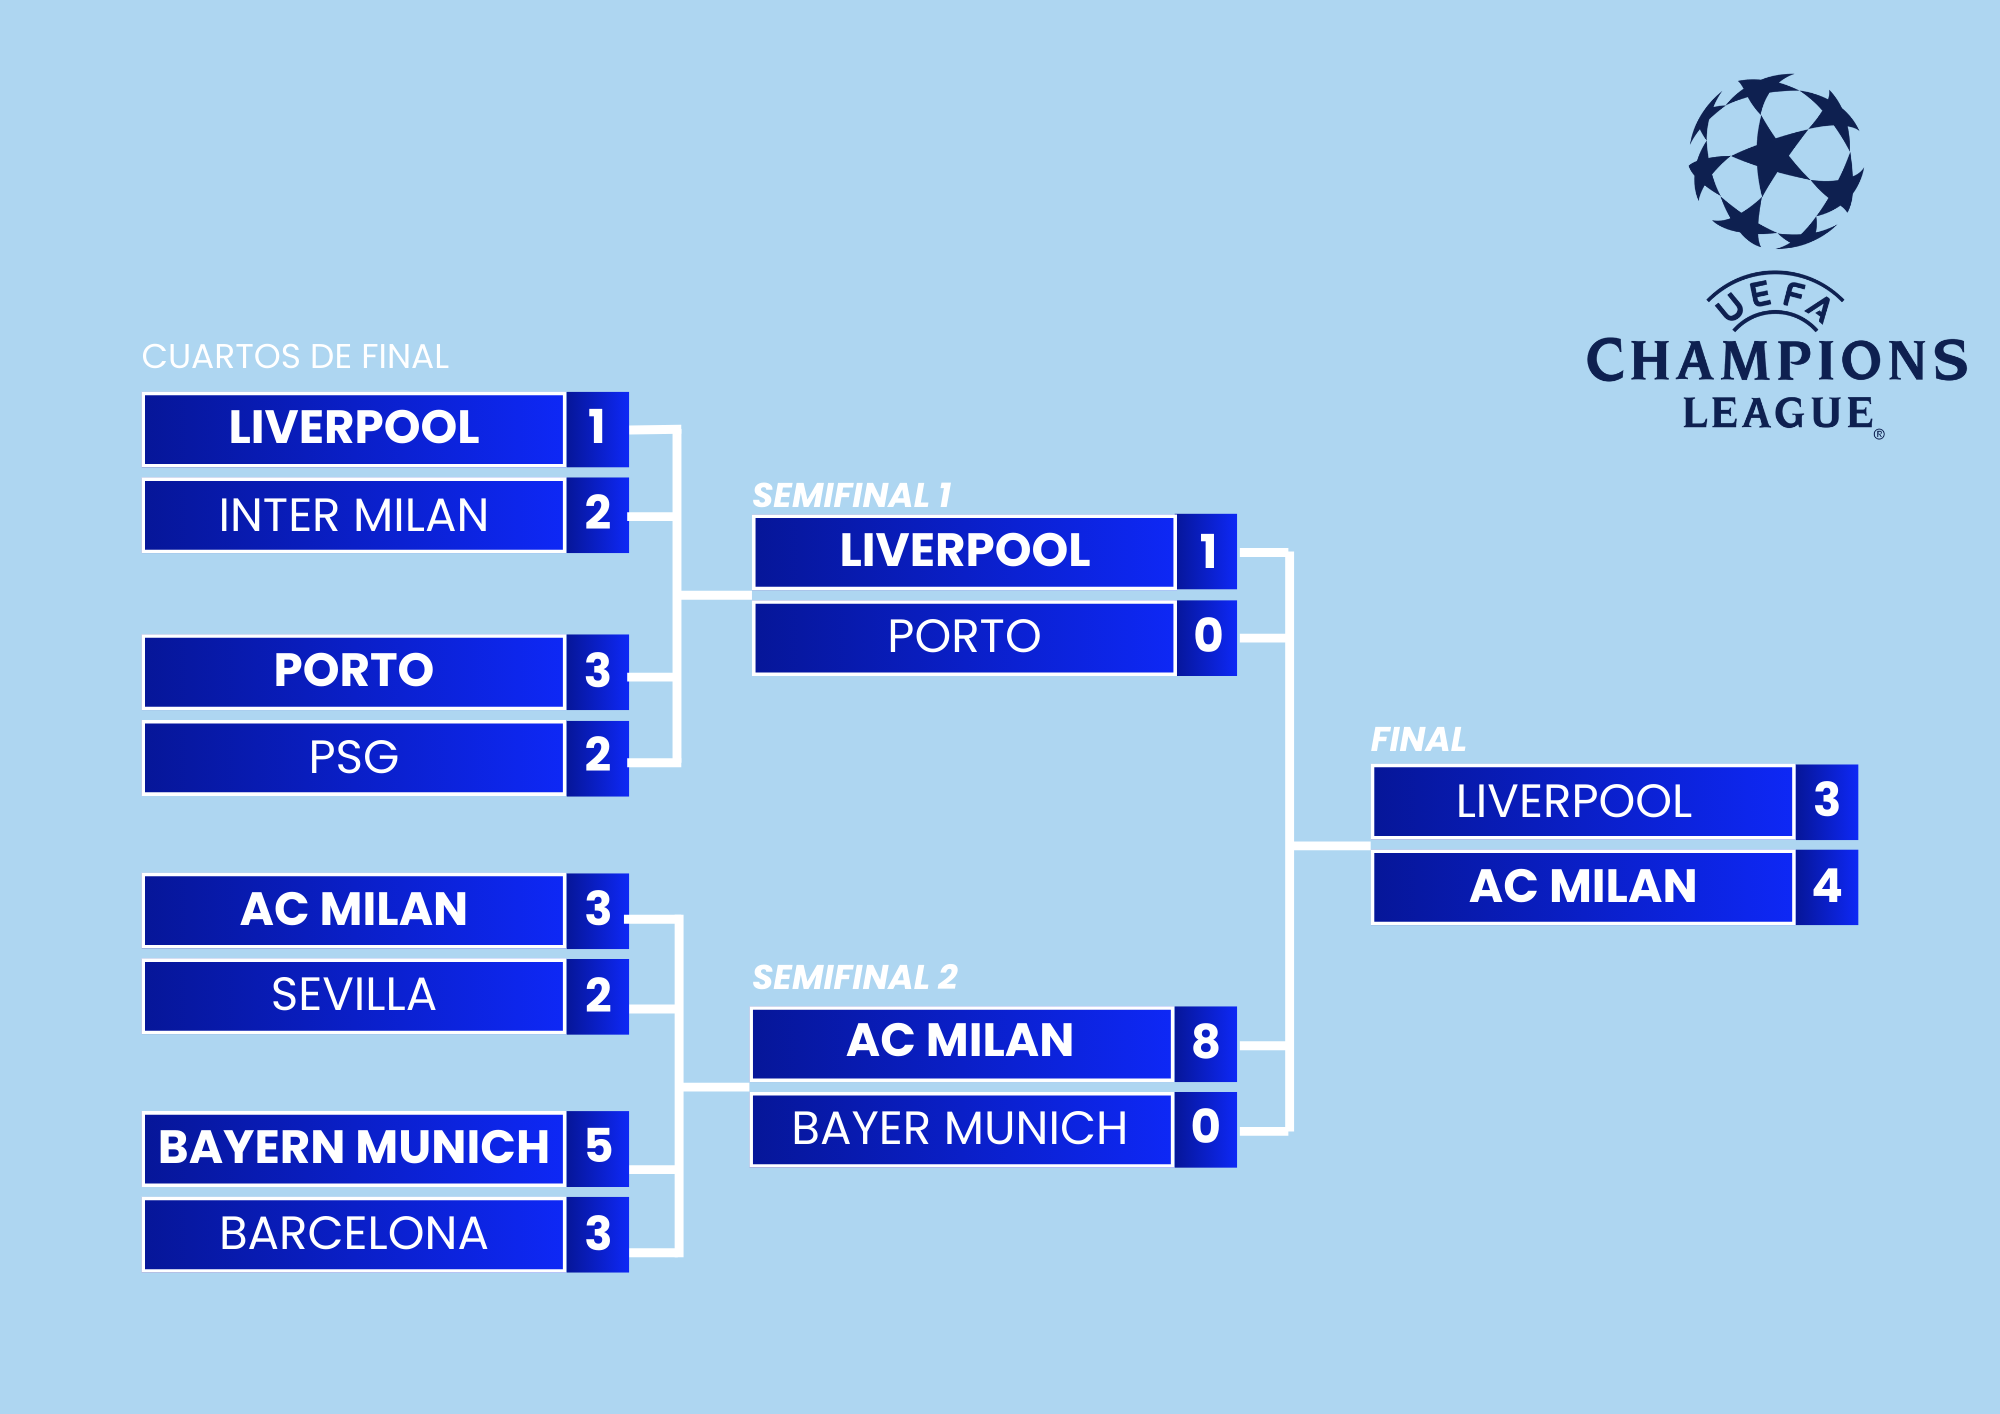 UEFA
CHAMPIONS
LEAGUE®
CUARTOS DE FINAL
LIVERPOOL 1
INTER MILAN 2
PORTO 3
PSG 2
AC MILAN 3
SEVILLA 2
BAYERN MUNICH 5
BARCELONA 3
SEMIFINAL 1
LIVERPOOL 1
PORTO 0
SEMIFINAL 2
AC MILAN 8
BAYER MUNICH 0
FINAL
LIVERPOOL 3
AC MILAN 4